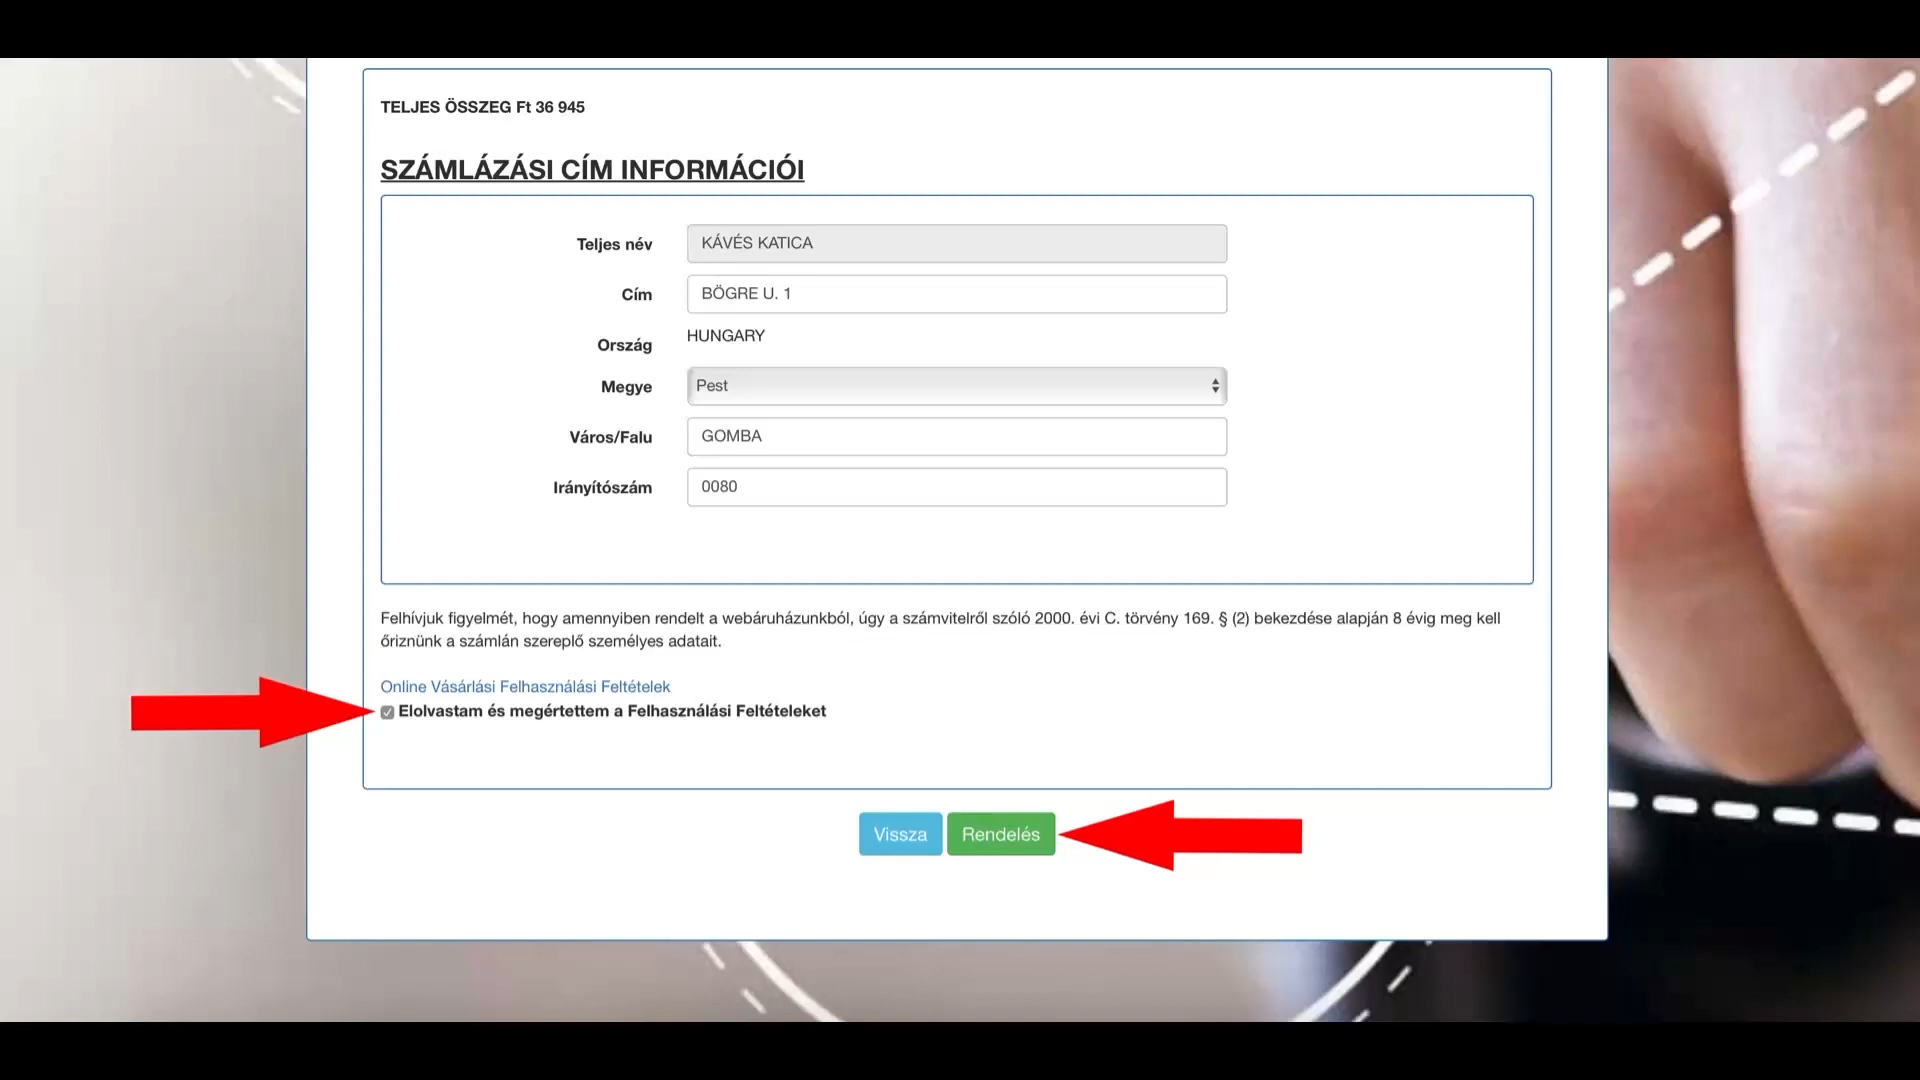 TELJES ÖSSZEG Ft 36 945
SZÁMLÁZÁSI CÍM INFORMÁCIÓI
Teljes név KÁVÉS KATICA
Cím BÖGRE U. 1
Ország HUNGARY
Megye Pest
Város/Falu GOMBA
Irányítószám 0080
Felhívjuk figyelmét, hogy amennyiben rendelt a webáruházunkból, úgy a számvitelről szóló 2000. évi C. törvény 169. § (2) bekezdése alapján 8 évig meg kell
őriznünk a számlán szereplő személyes adatait.
Online Vásárlási Felhasználási Feltételek
Elolvastam és megértettem a Felhasználási Feltételeket
Vissza Rendelés